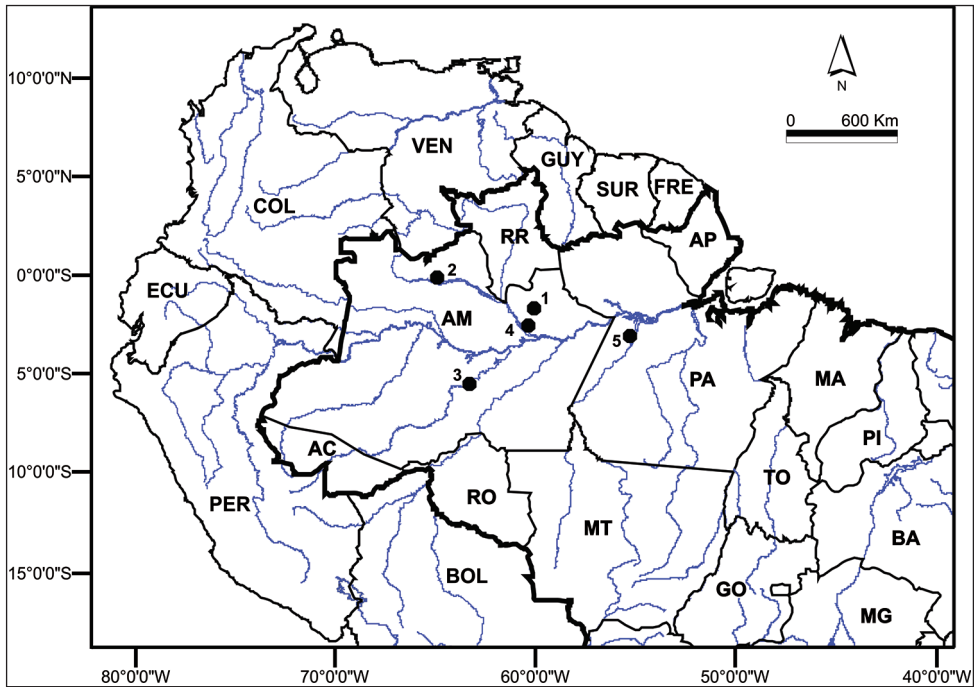 10°0'0"N
5°0'0"N
0°0'0"S
5°0'0"S
10°0'0"S
15°0'0"S
N
0 600 Km
VEN
GUY
SUR
FRE
COL
RR
AP
ECU
2
1
AM
4
5
3
PA
MA
AC
PI
TO
PER
RO
MT
BA
BOL
GO
MG
80°0'0"W
70°0'0"W
60°0'0"W
50°0'0"W
40°0'0"W